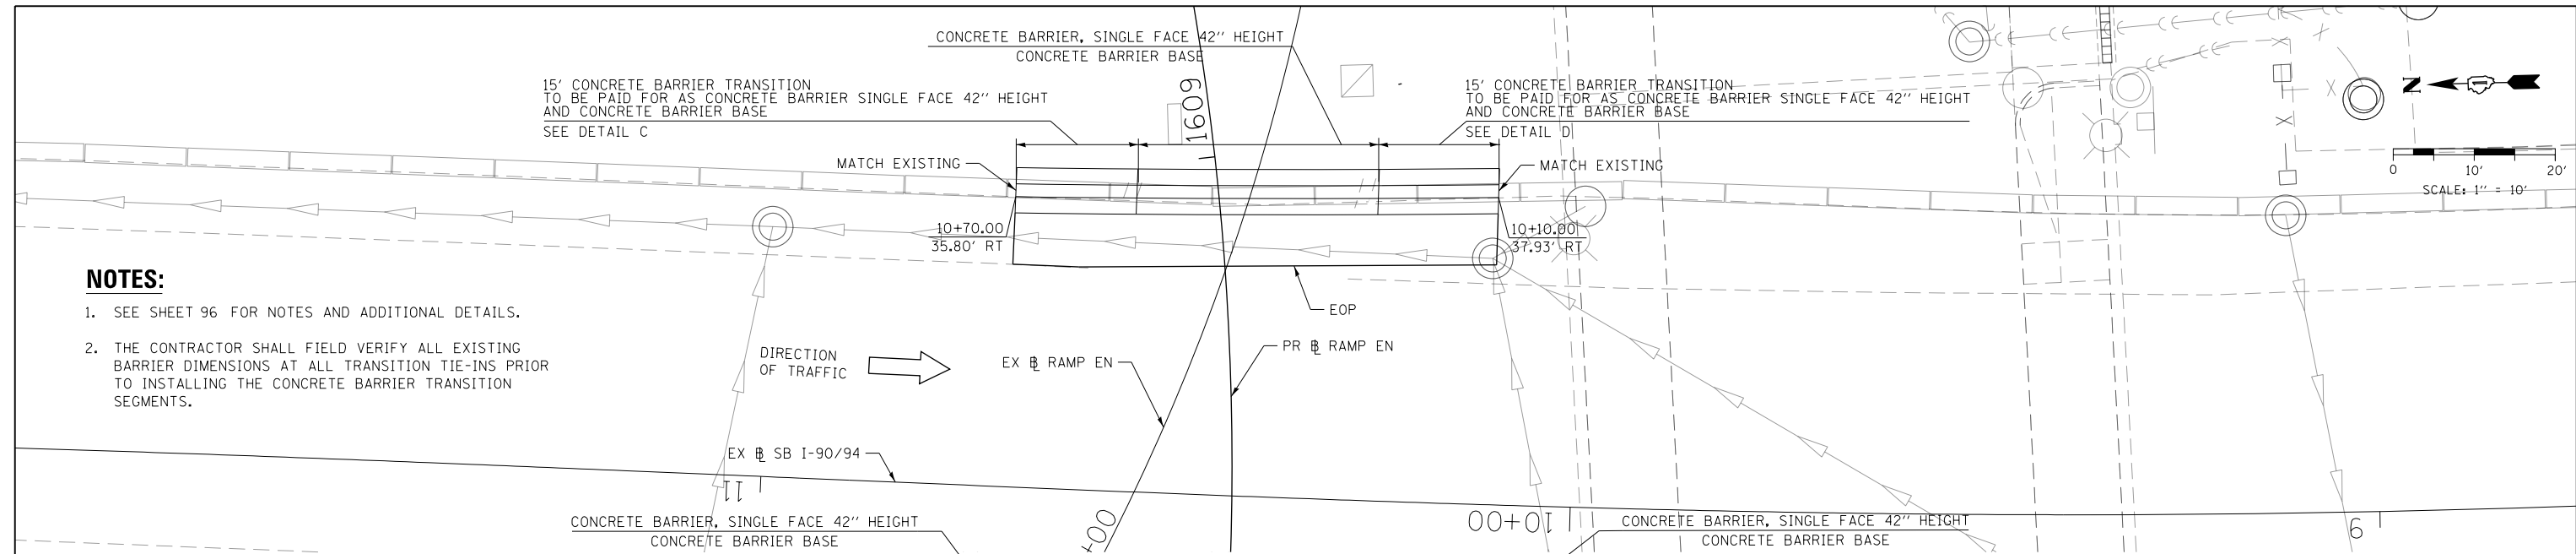 CONCRETE BARRIER, SINGLE FACE 42'' HEIGHT
CONCRETE BARRIER BASE
15' CONCRETE BARRIER TRANSITION
TO BE PAID FOR AS CONCRETE BARRIER SINGLE FACE 42'' HEIGHT
AND CONCRETE BARRIER BASE
SEE DETAIL C
1609
15' CONCRETE BARRIER TRANSITION
TO BE PAID FOR AS CONCRETE BARRIER SINGLE FACE 42'' HEIGHT
AND CONCRETE BARRIER BASE
SEE DETAIL D
N
0 10' 20'
SCALE: 1'' = 10'
MATCH EXISTING
MATCH EXISTING
10+70.00
35.80' RT
10+10.00
37.93' RT
NOTES:
1. SEE SHEET 96 FOR NOTES AND ADDITIONAL DETAILS.
2. THE CONTRACTOR SHALL FIELD VERIFY ALL EXISTING
BARRIER DIMENSIONS AT ALL TRANSITION TIE-INS PRIOR
TO INSTALLING THE CONCRETE BARRIER TRANSITION
SEGMENTS.
EOP
DIRECTION
OF TRAFFIC
EX ℄ RAMP EN
PR ℄ RAMP EN
EX ℄ SB I-90/94
11
+00
10+00
9
CONCRETE BARRIER, SINGLE FACE 42'' HEIGHT
CONCRETE BARRIER BASE
CONCRETE BARRIER, SINGLE FACE 42'' HEIGHT
CONCRETE BARRIER BASE